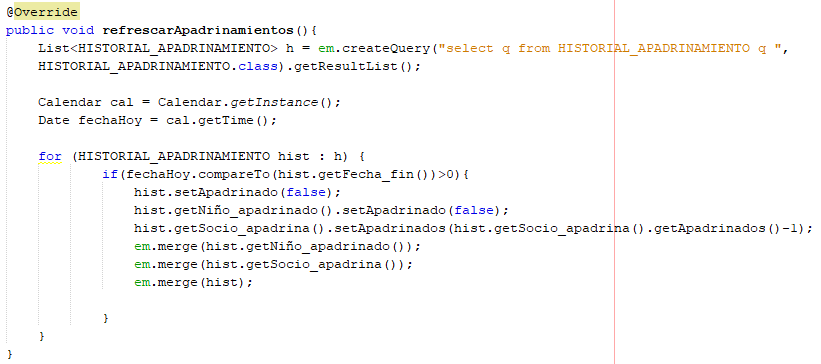 @Override
public void refrescarApadrinamientos(){
List<HISTORIAL_APADRINAMIENTO> h = em.createQuery("select q from HISTORIAL_APADRINAMIENTO q ",
HISTORIAL_APADRINAMIENTO.class).getResultList();
Calendar cal = Calendar.getInstance();
Date fechaHoy = cal.getTime();
for (HISTORIAL_APADRINAMIENTO hist : h) {
if(fechaHoy.compareTo(hist.getFecha_fin())>0){
hist.setApadrinado(false);
hist.getNiño_apadrinado().setApadrinado(false);
hist.getSocio_apadrina().setApadrinados(hist.getSocio_apadrina().getApadrinados()-1);
em.merge(hist.getNiño_apadrinado());
em.merge(hist.getSocio_apadrina());
em.merge(hist);
}
}
}